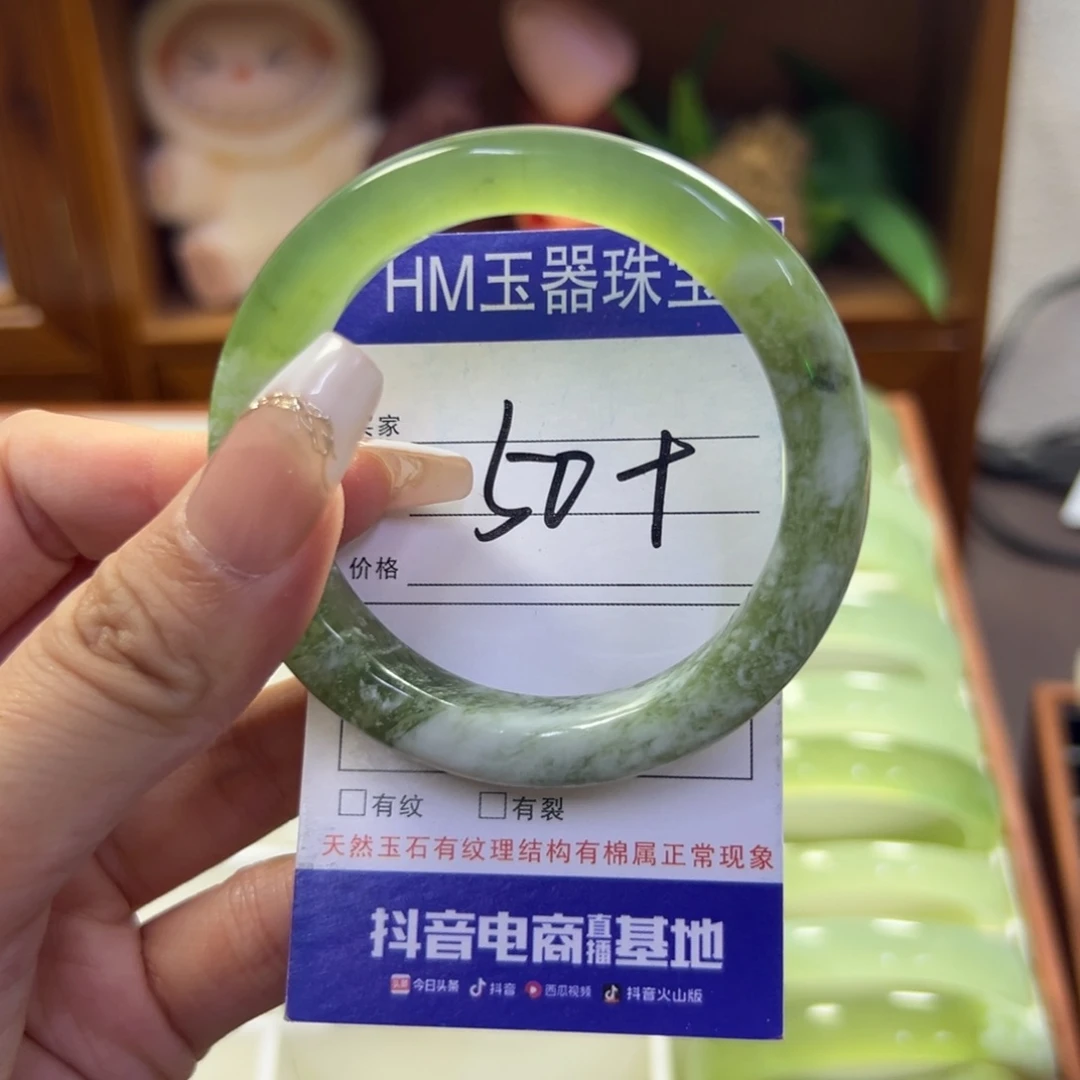 HM玉器珠宝
买家
50+
价格
□有纹 □有裂
天然玉石有纹理结构有棉属正常现象
抖音电商直播基地
头条 今日头条 抖音 西瓜视频 抖音火山版